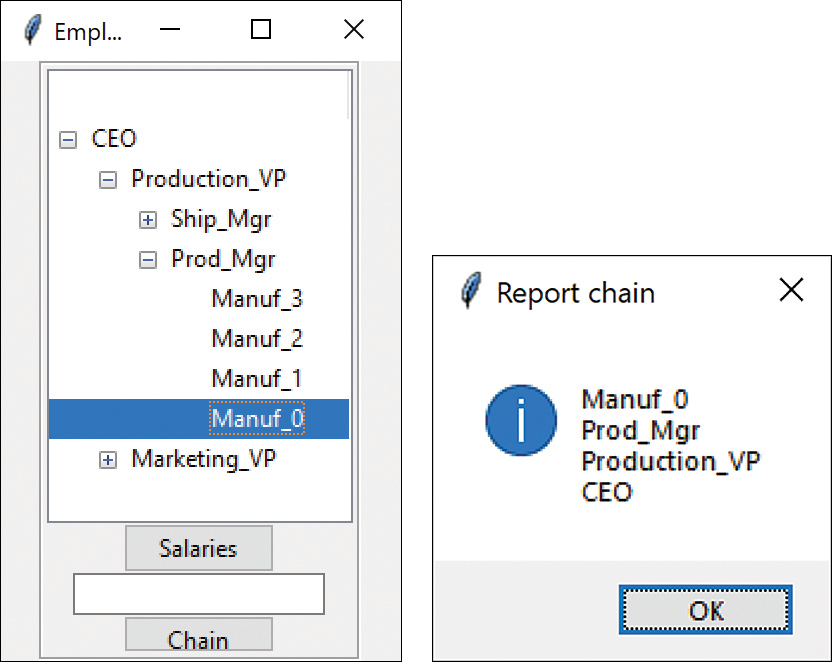 Empl...
CEO
Production_VP
Ship_Mgr
Prod_Mgr
Manuf_3
Manuf_2
Manuf_1
Manuf_0
Marketing_VP
Salaries
Chain
Report chain
Manuf_0
Prod_Mgr
Production_VP
CEO
OK